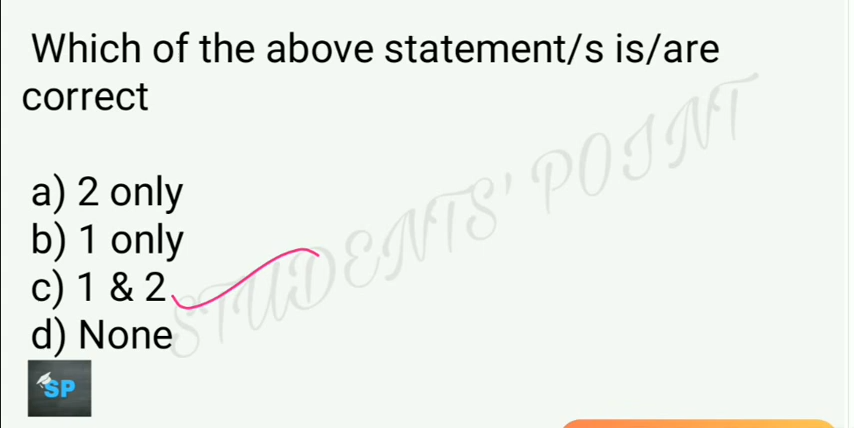 Which of the above statement/s is/are
correct
a) 2 only
b) 1 only
c) 1 & 2
d) None
STUDENTS' POINT
SP